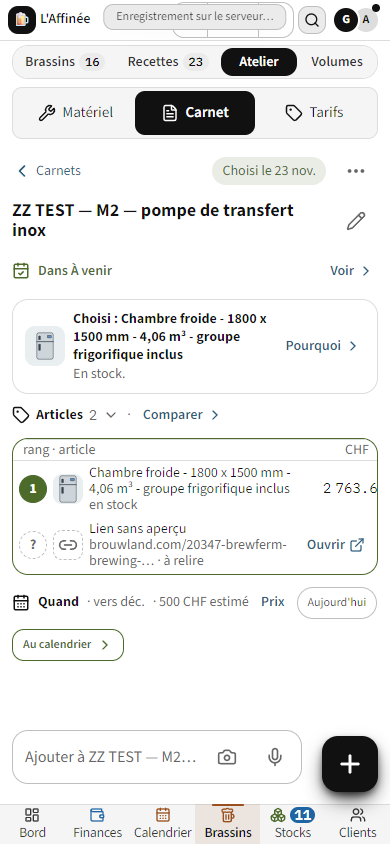 L'Affinée
Enregistrement sur le serveur…
G
A
Brassins 16
Recettes 23
Atelier
Volumes
Matériel
Carnet
Tarifs
Carnets
Choisi le 23 nov.
ZZ TEST — M2 — pompe de transfert
inox
Dans À venir
Voir
Choisi : Chambre froide - 1800 x
1500 mm - 4,06 m³ - groupe
frigorifique inclus
En stock.
Pourquoi
Articles 2 · Comparer
rang · article
CHF
1
Chambre froide - 1800 x 1500 mm -
4,06 m³ - groupe frigorifique inclus
en stock
2 763.6
?
Lien sans aperçu
brouwland.com/20347-brewferm-
brewing-… · à relire
Ouvrir
Quand · vers déc. · 500 CHF estimé
Prix
Aujourd'hui
Au calendrier
Ajouter à ZZ TEST — M2…
Bord
Finances
Calendrier
Brassins
Stocks
11
Clients